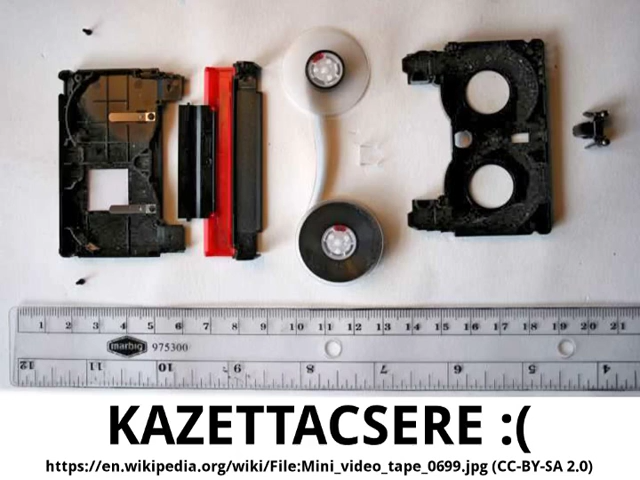 1 2 3 4 5 6 7 8 9 10 11 12 13 14 15 16 17 18 19 20 21
marbig 975300
12 11 10 9 8 7 6 5 4
KAZETTACSERE :(
https://en.wikipedia.org/wiki/File:Mini_video_tape_0699.jpg (CC-BY-SA 2.0)